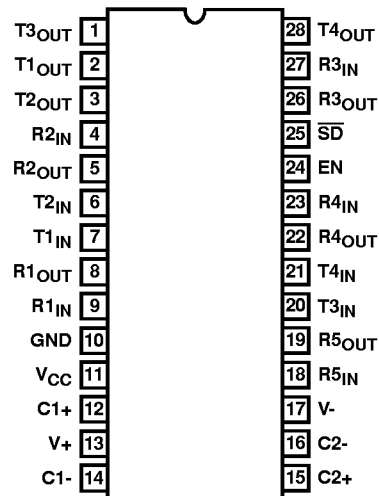 T3OUT 1 28 T4OUT
T1OUT 2 27 R3IN
T2OUT 3 26 R3OUT
R2IN 4 25 S̅D̅
R2OUT 5 24 EN
T2IN 6 23 R4IN
T1IN 7 22 R4OUT
R1OUT 8 21 T4IN
R1IN 9 20 T3IN
GND 10 19 R5OUT
VCC 11 18 R5IN
C1+ 12 17 V-
V+ 13 16 C2-
C1- 14 15 C2+